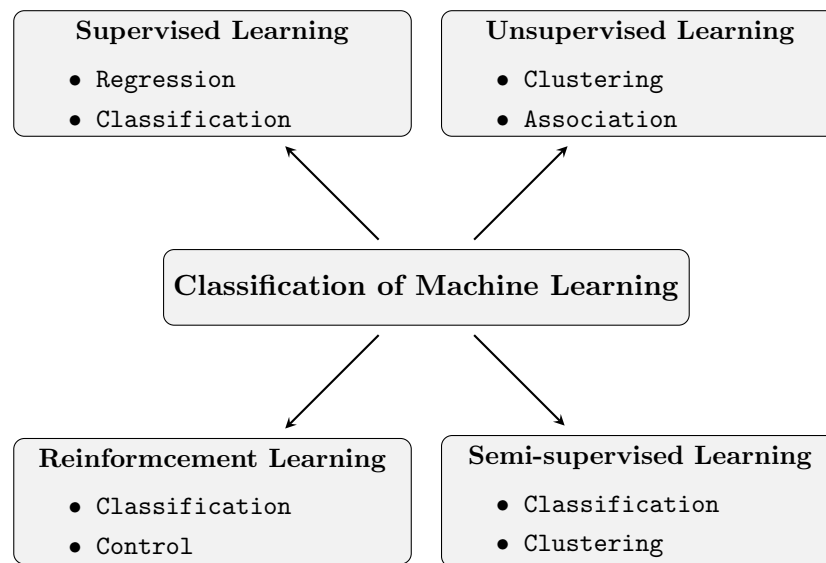 Supervised Learning
• Regression
• Classification
Unsupervised Learning
• Clustering
• Association
Classification of Machine Learning
Reinformcement Learning
• Classification
• Control
Semi-supervised Learning
• Classification
• Clustering